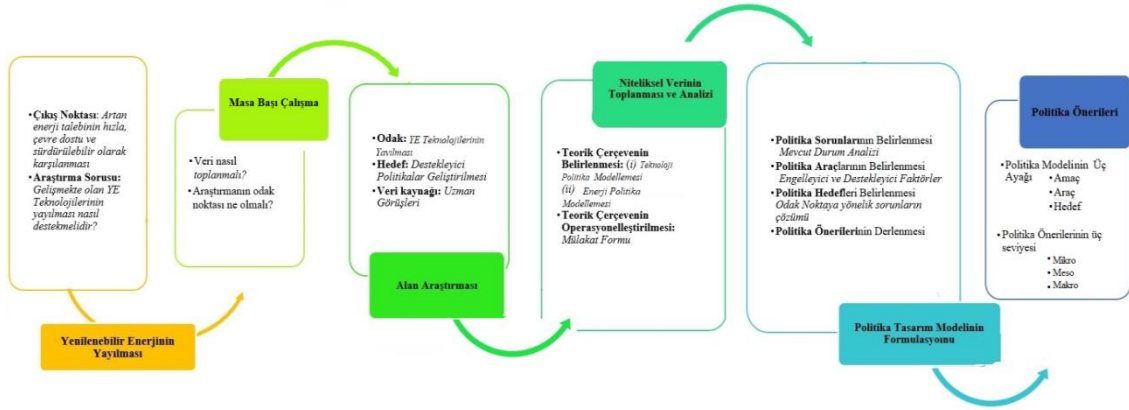 •Çıkış Noktası: Artan
enerji talebinin hızla,
çevre dostu ve
sürdürülebilir olarak
karşılanması
•Araştırma Sorusu:
Gelişmekte olan YE
Teknolojilerinin
yayılması nasıl
destekmelidir?
Yenilenebilir Enerjinin
Yayılması
Masa Başı Çalışma
•Veri nasıl
toplanmalı?
•Araştırmanın odak
noktası ne olmalı?
•Odak: YE Teknolojilerinin
Yayılması
•Hedef: Destekleyici
Politikalar Geliştirilmesi
•Veri kaynağı: Uzman
Görüşleri
Alan Araştırması
Niteliksel Verinin
Toplanması ve Analizi
•Teorik Çerçevenin
Belirlenmesi: (i) Teknoloji
Politika Modellemesi
(ii) Enerji Politika
Modellemesi
•Teorik Çerçevenin
Operasyonelleştirilmesi:
Mülakat Formu
•Politika Sorunlarının Belirlenmesi
Mevcut Durum Analizi
•Politika Araçlarının Belirlenmesi
Engelleyici ve Destekleyici Faktörler
•Politika Hedefleri Belirlenmesi
Odak Noktaya yönelik sorunların
çözümü
•Politika Önerilerinin Derlenmesi
Politika Tasarım Modelinin
Formulasyonu
Politika Önerileri
•Politika Modelinin Üç
Ayağı
•Amaç
•Araç
•Hedef
•Politika Önerilerinin üç
seviyesi
•Mikro
•Meso
•Makro